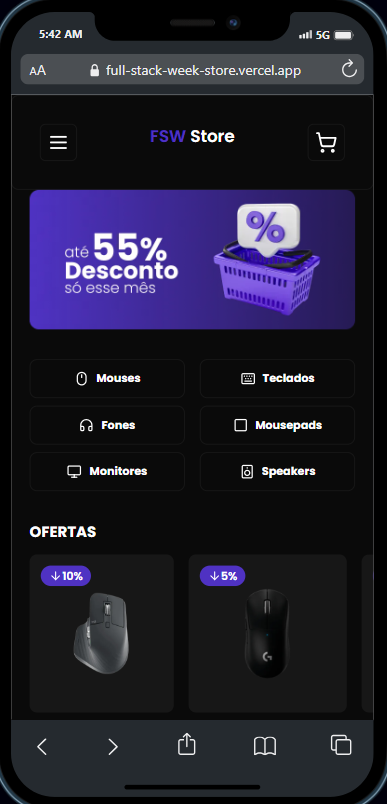 5:42 AM 5G
AA full-stack-week-store.vercel.app
FSW Store
%
até 55%
Desconto
só esse mês
Mouses Teclados
Fones Mousepads
Monitores Speakers
OFERTAS
10% 5%
G